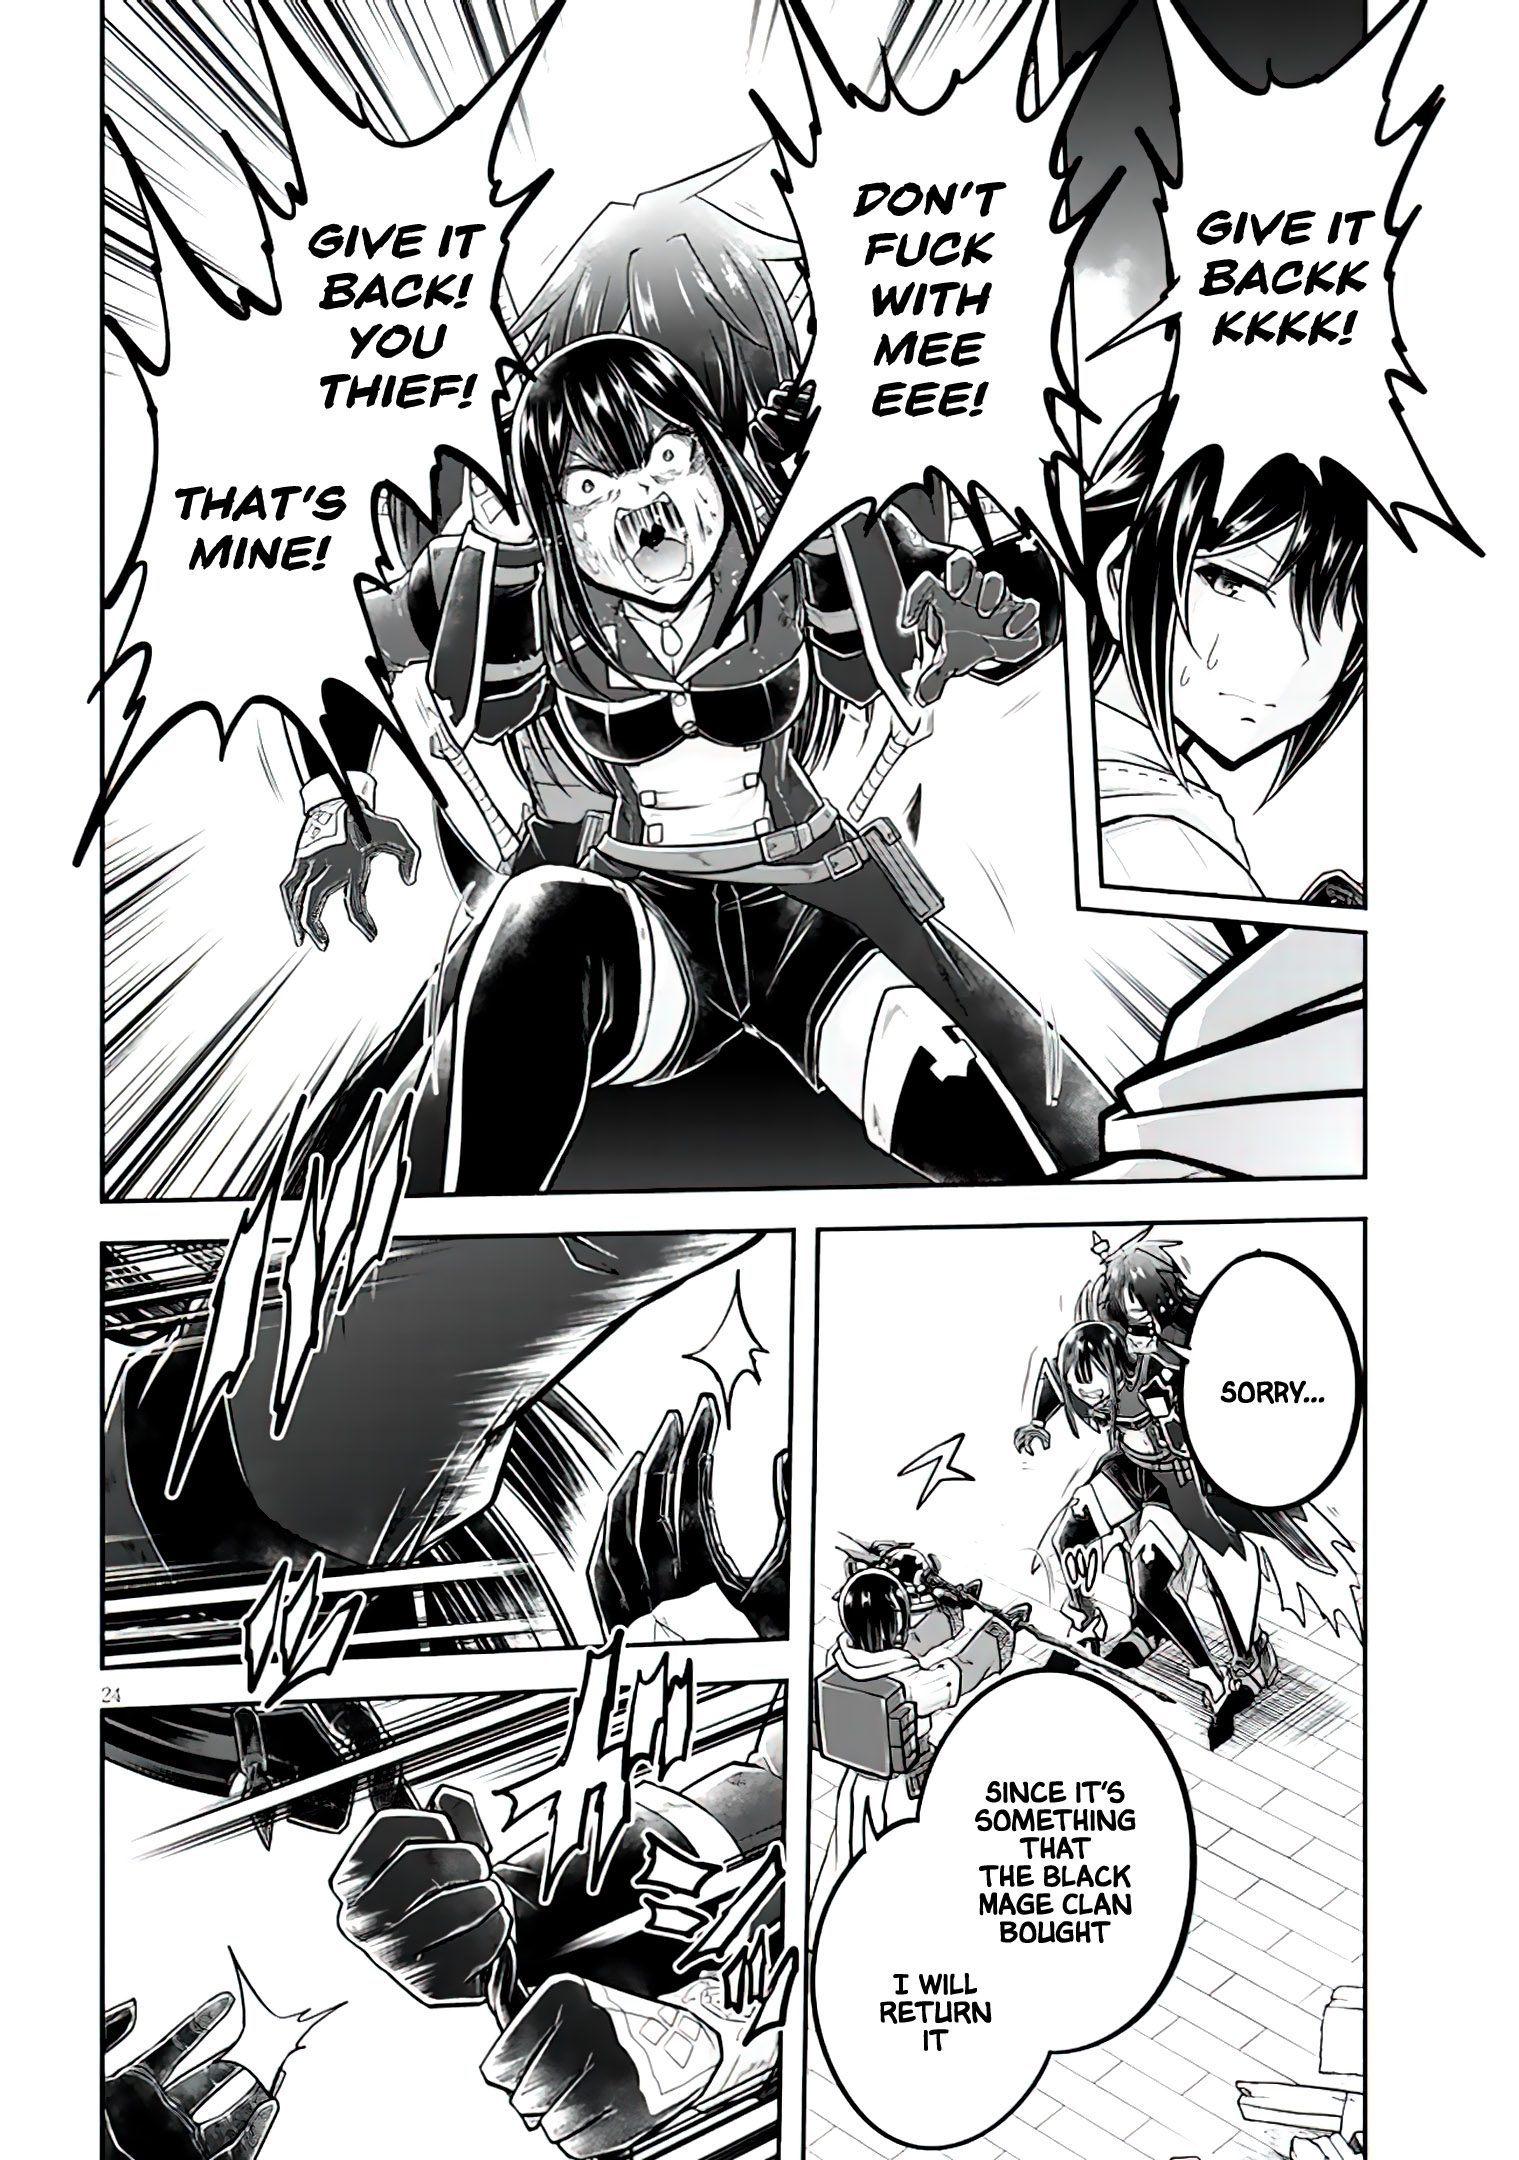 GIVE IT
BACKK
KKKK!
DON'T
FUCK
WITH
MEE
EEE!
GIVE IT
BACK!
YOU
THIEF!
THAT'S
MINE!
SORRY...
SINCE IT'S
SOMETHING
THAT
THE BLACK
MAGE CLAN
BOUGHT
I WILL
RETURN
IT
24